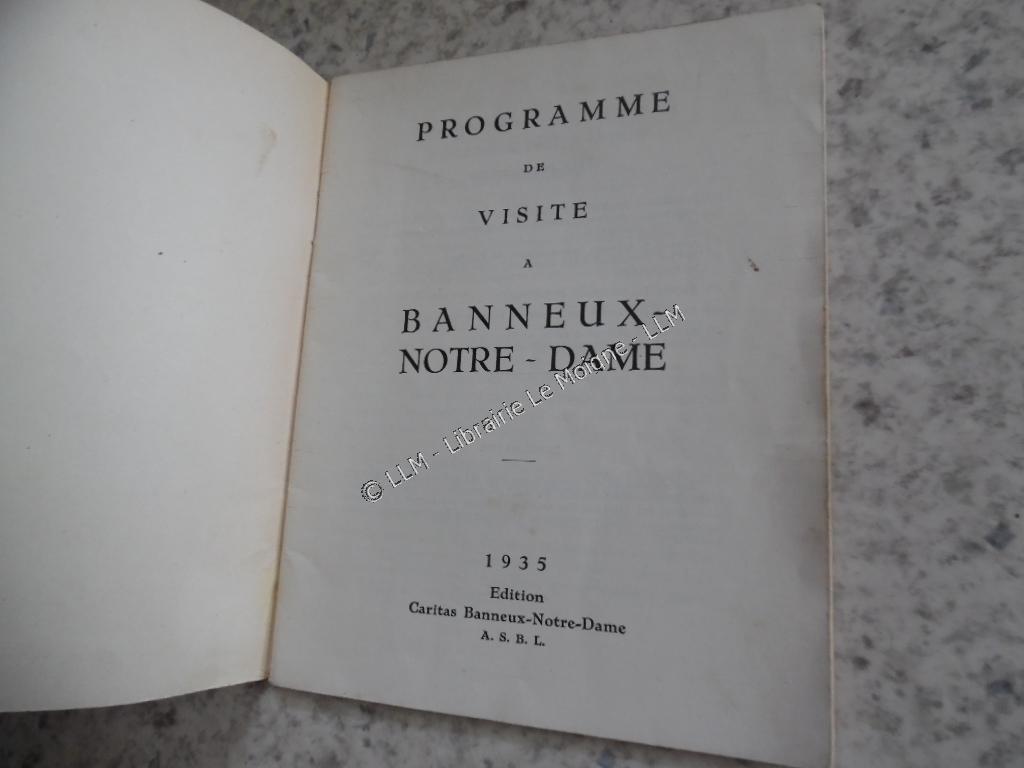 PROGRAMME
DE
VISITE
A
BANNEUX-
NOTRE - DAME
© LLM - Librairie Le Moine - LLM
1935
Edition
Caritas Banneux-Notre-Dame
A. S. B. L.